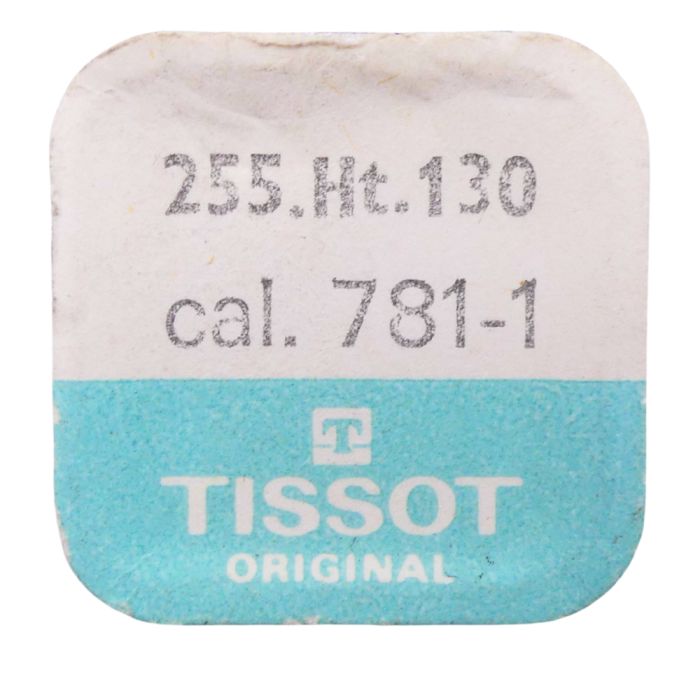 255.Ht.130
cal. 781-1
T
TISSOT
ORIGINAL